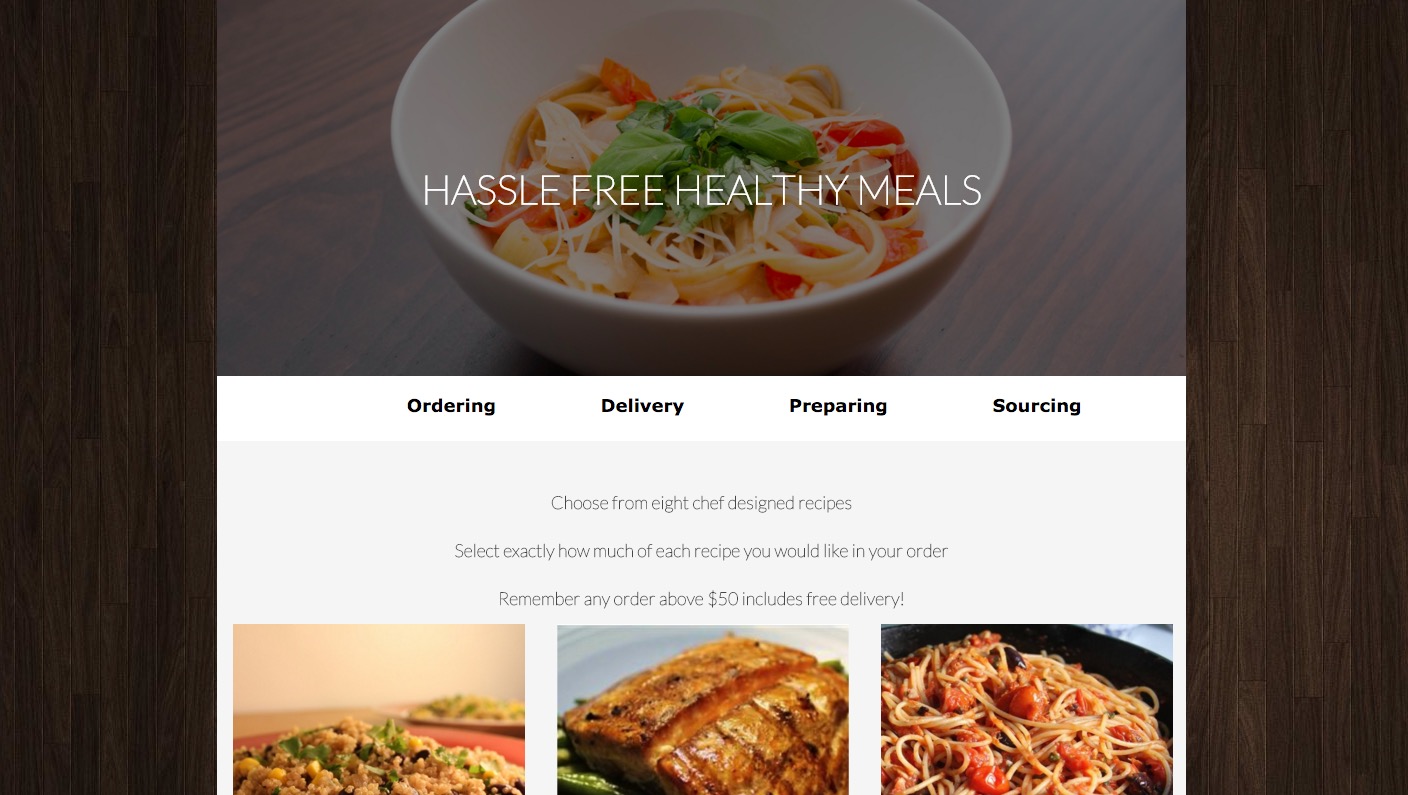 HASSLE FREE HEALTHY MEALS
Ordering Delivery Preparing Sourcing
Choose from eight chef designed recipes
Select exactly how much of each recipe you would like in your order
Remember any order above $50 includes free delivery!